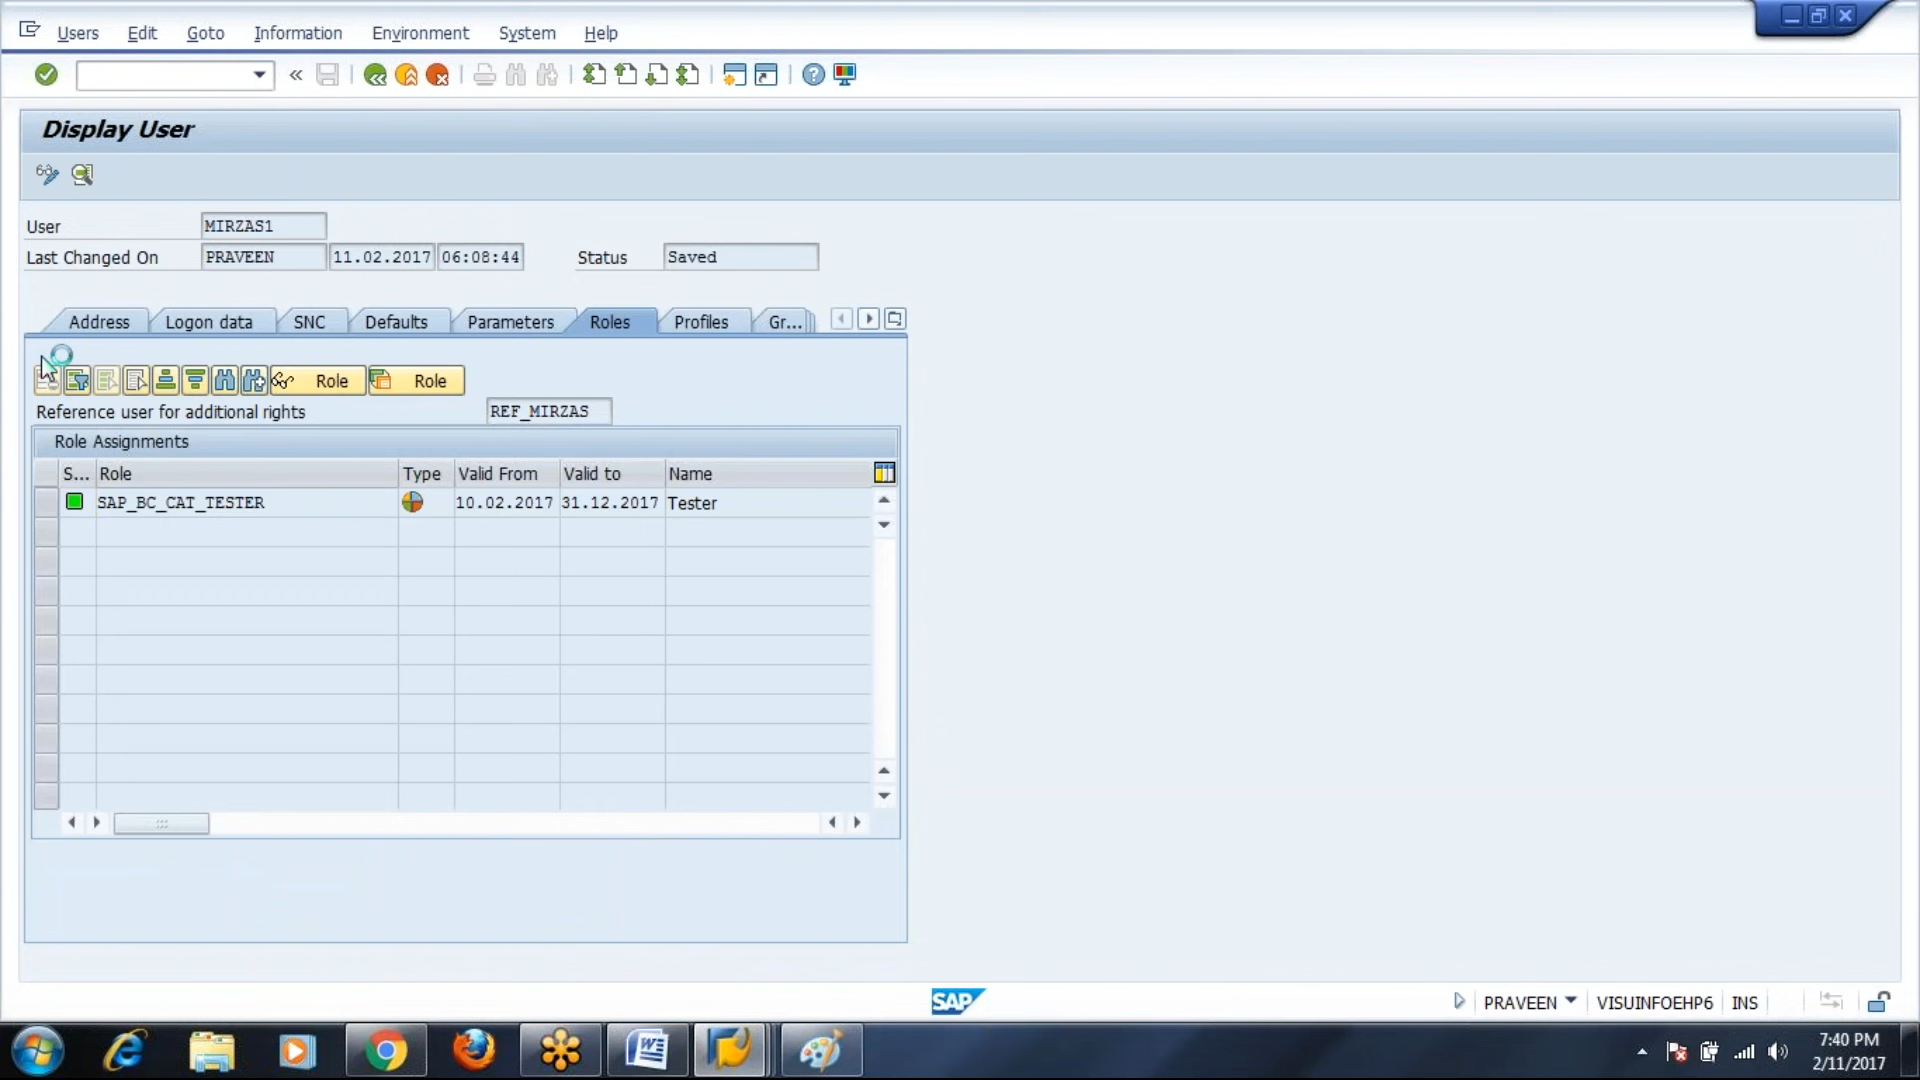 Users Edit Goto Information Environment System Help
Display User
User MIRZAS1
Last Changed On PRAVEEN 11.02.2017 06:08:44 Status Saved
Address Logon data SNC Defaults Parameters Roles Profiles Gr...
Role Role
Reference user for additional rights REF_MIRZAS
Role Assignments
S... Role Type Valid From Valid to Name
SAP_BC_CAT_TESTER 10.02.2017 31.12.2017 Tester
SAP PRAVEEN VISUINFOEHP6 INS
7:40 PM
2/11/2017